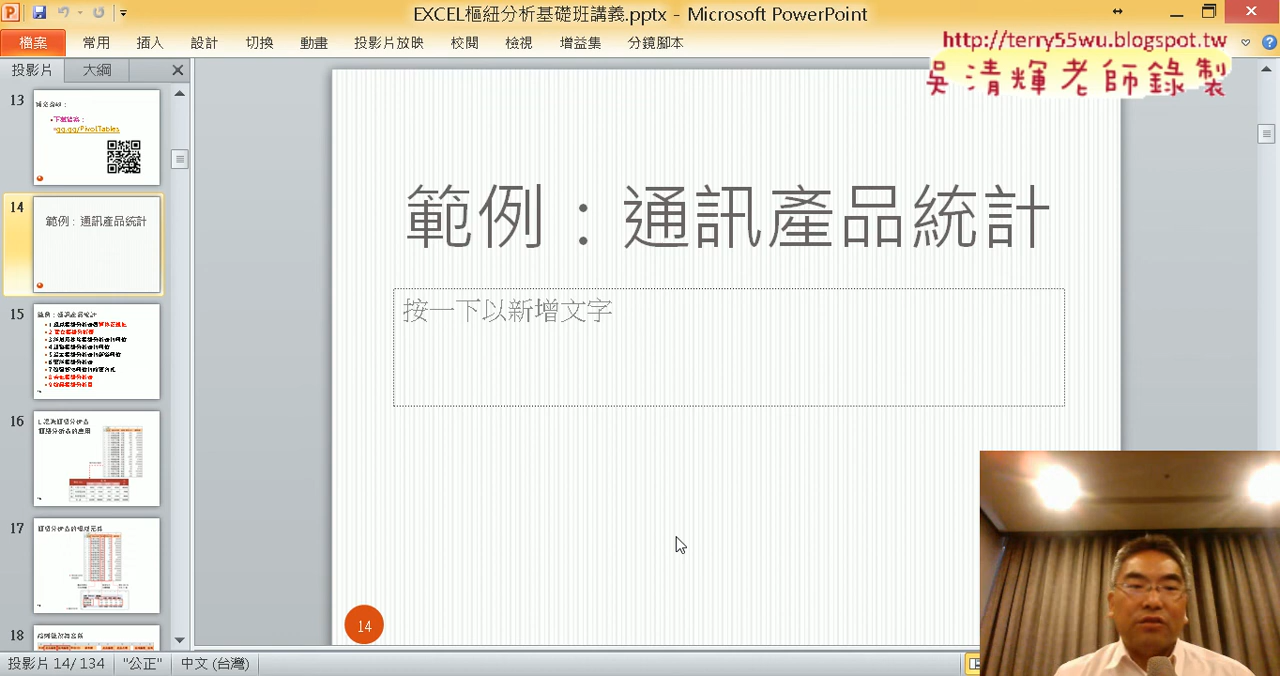 EXCEL樞紐分析基礎班講義.pptx - Microsoft PowerPoint
檔案 常用 插入 設計 切換 動畫 投影片放映 校閱 檢視 增益集 分鏡腳本
http://terry55wu.blogspot.tw
吳清輝老師錄製
投影片 大綱
13
gg.gg/PivotTables
14
範例：通訊產品統計
15
範例：通訊產品統計
16
17
18
範例：通訊產品統計
按一下以新增文字
14
投影片 14/ 134 "公正" 中文 (台灣)